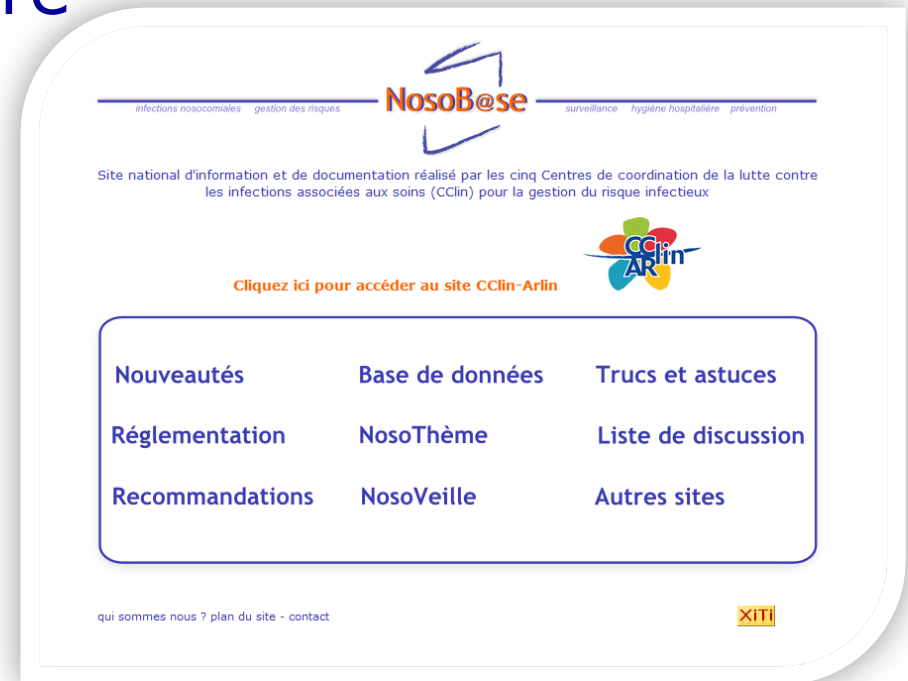 NosoB@se
infections nosocomiales gestion des risques
surveillance hygiène hospitalière prévention
Site national d'information et de documentation réalisé par les cinq Centres de coordination de la lutte contre
les infections associées aux soins (CClin) pour la gestion du risque infectieux
CClin
ARlin
Cliquez ici pour accéder au site CClin-Arlin
Nouveautés Base de données Trucs et astuces
Réglementation NosoThème Liste de discussion
Recommandations NosoVeille Autres sites
qui sommes nous ? plan du site - contact
XiTi